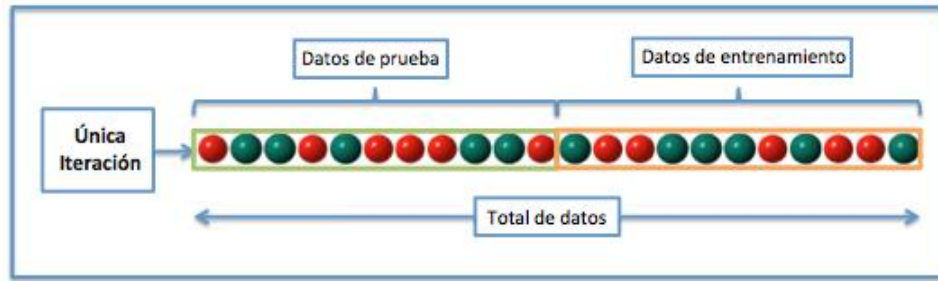 Datos de prueba
Datos de entrenamiento
Única
Iteración
Total de datos